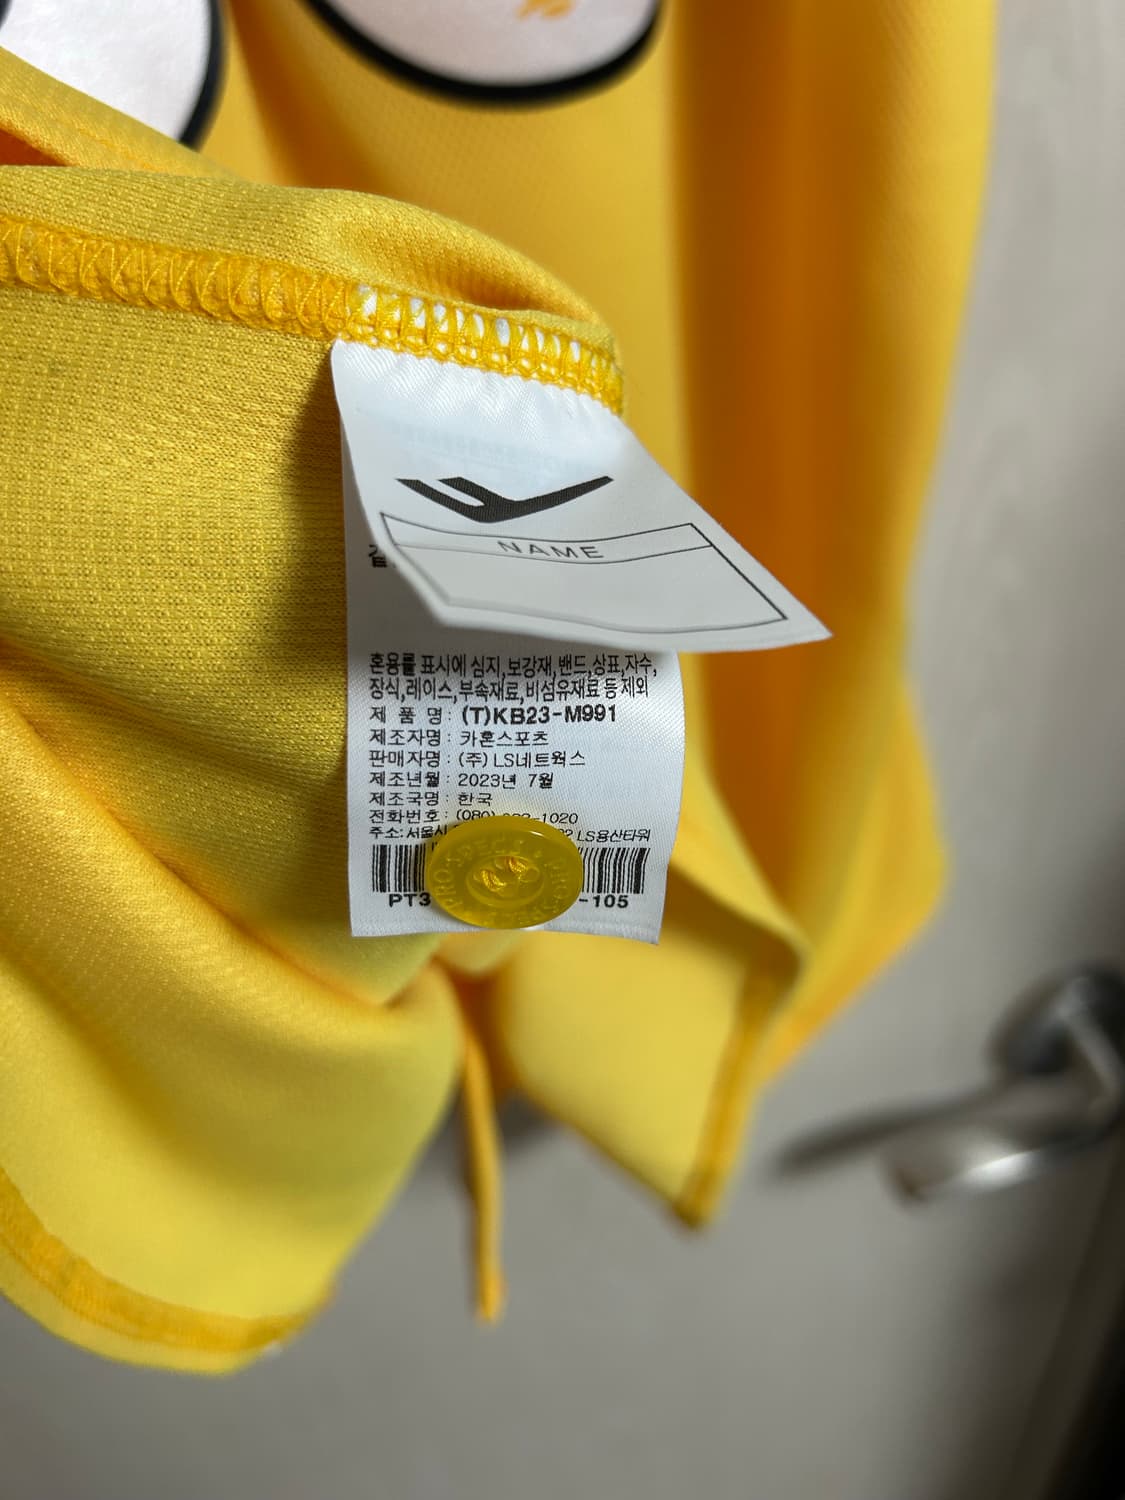 NAME
겉
혼용률 표시에 심지,보강재,밴드,상표,자수,
장식,레이스,부속재료,비섬유재료 등 제외
제 품 명 : (T)KB23-M991
제조자명 : 카혼스포츠
판매자명 : (주) LS네트웍스
제조년월 : 2023년 7월
제조국명 : 한국
전화번호 : (080) -1020
주소:서울시 LS용산타워
PT3 -105
PRO-SPECS